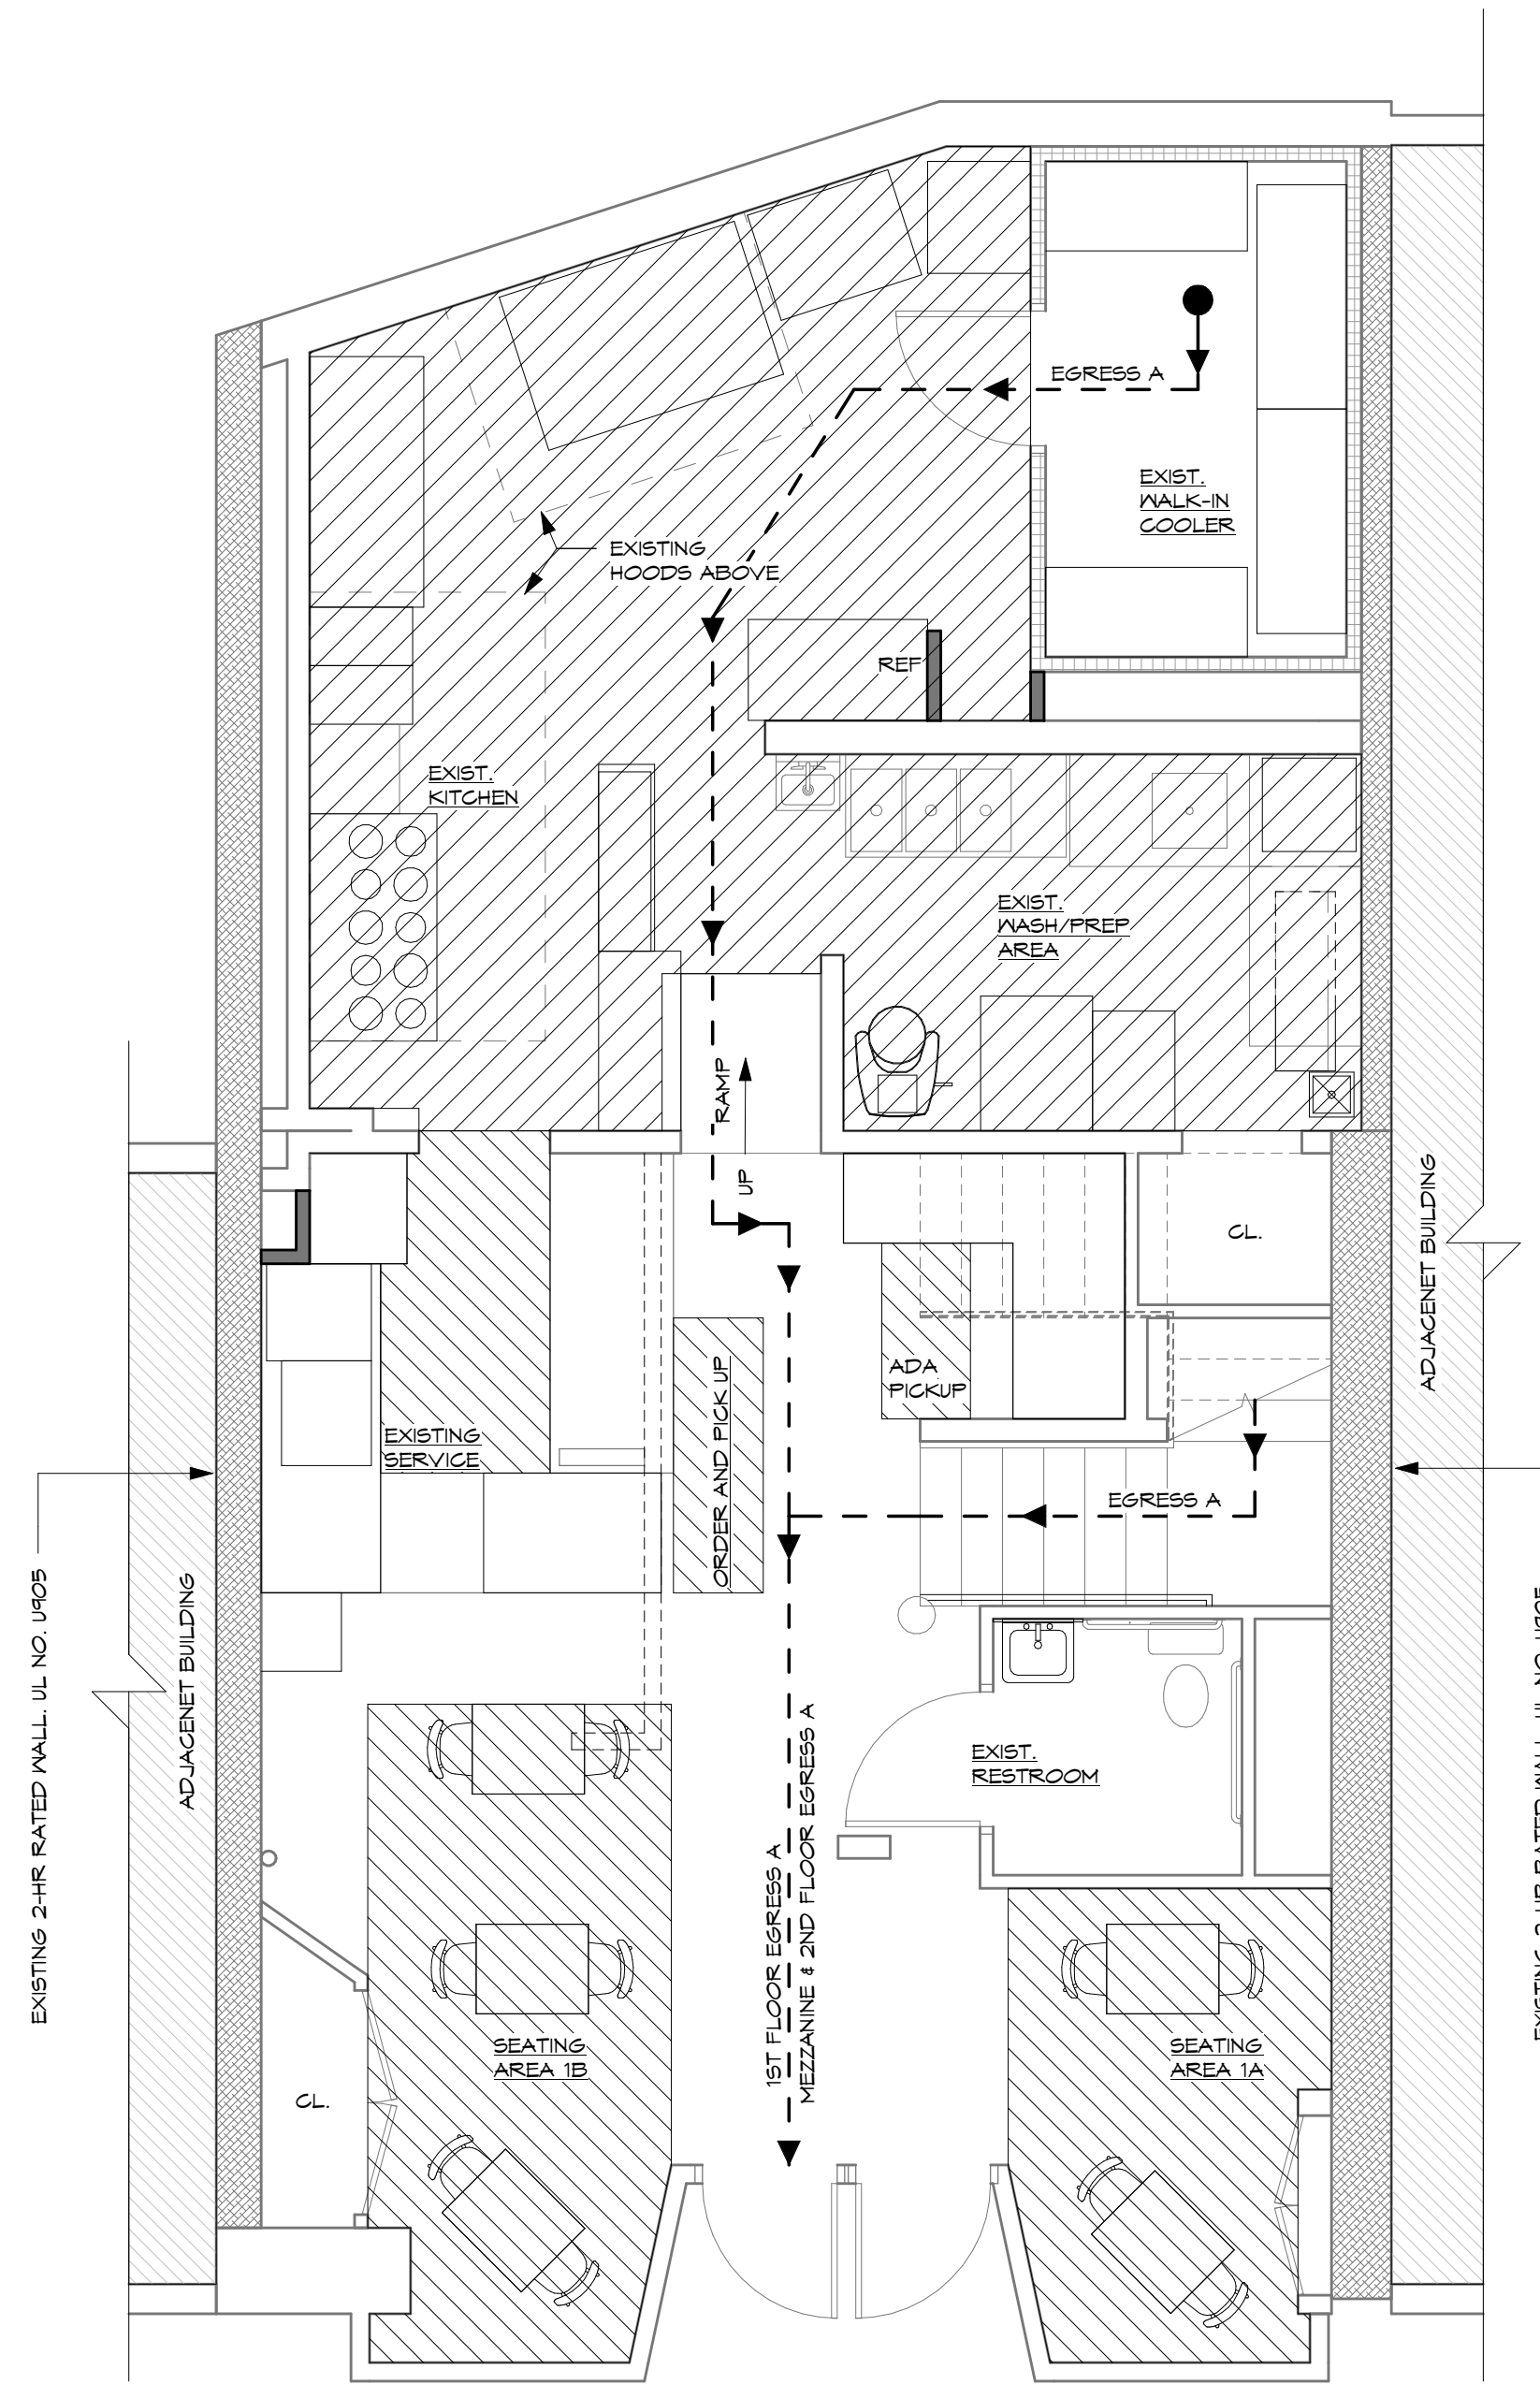 EGRESS A
EXIST.
WALK-IN
COOLER
EXISTING
HOODS ABOVE
REF
EXIST.
KITCHEN
EXIST.
WASH/PREP
AREA
RAMP
UP
CL.
ADJACENET BUILDING
ADA
PICKUP
ORDER AND PICK UP
EXISTING
SERVICE
EGRESS A
EXISTING 2-HR RATED WALL. UL NO. U905
ADJACENET BUILDING
EXIST.
RESTROOM
1ST FLOOR EGRESS A
MEZZANINE & 2ND FLOOR EGRESS A
SEATING
AREA 1B
SEATING
AREA 1A
CL.